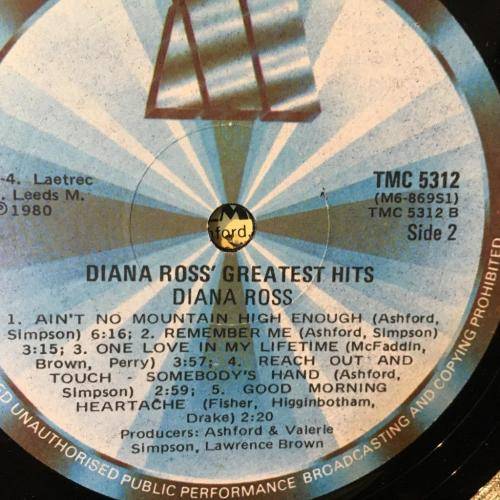 -4. Laetrec
. Leeds M.
℗1980
TMC 5312
(M6-869S1)
TMC 5312 B
Side 2
DIANA ROSS' GREATEST HITS
DIANA ROSS
1. AIN'T NO MOUNTAIN HIGH ENOUGH (Ashford,
Simpson) 6:16; 2. REMEMBER ME (Ashford, Simpson)
3:15; 3. ONE LOVE IN MY LIFETIME (McFaddin,
Brown, Perry) 3:57; 4. REACH OUT AND
TOUCH - SOMEBODY'S HAND (Ashford,
Simpson) 2:59; 5. GOOD MORNING
HEARTACHE (Fisher, Higginbotham,
Drake) 2:20
Producers: Ashford & Valerie
Simpson, Lawrence Brown
UNAUTHORISED PUBLIC PERFORMANCE BROADCASTING AND COPYING PROHIBITED